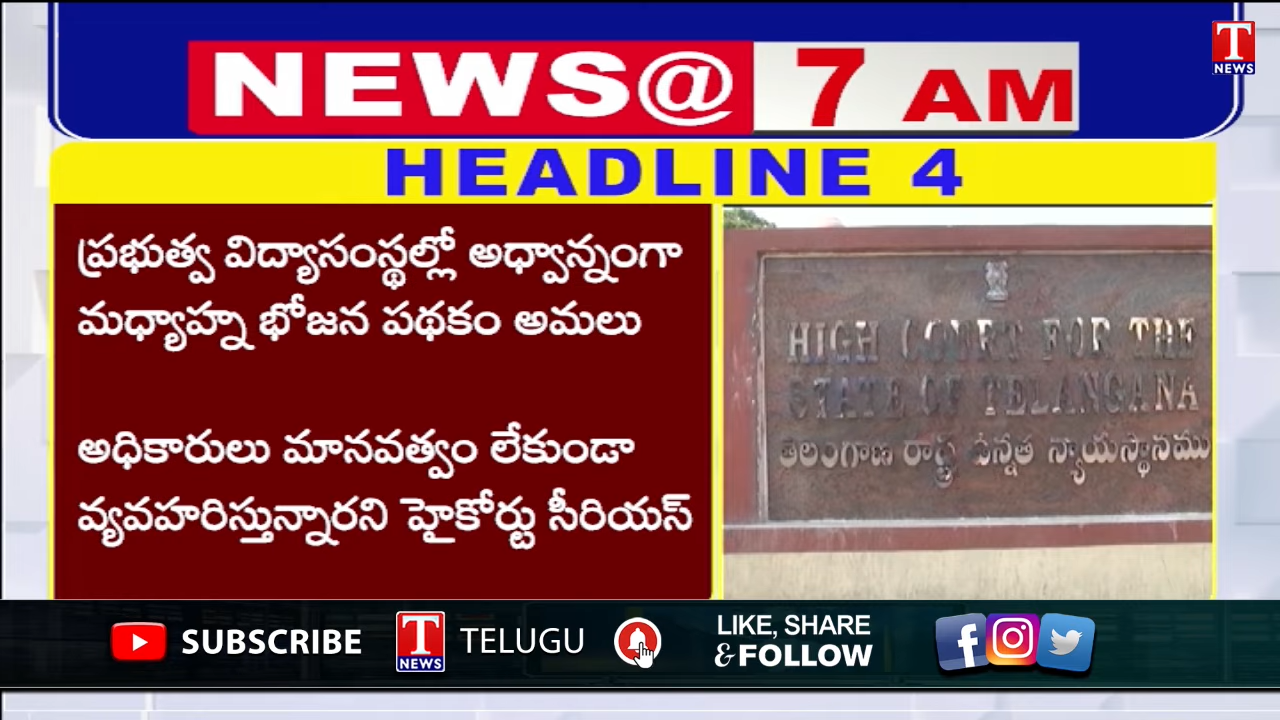 T
NEWS
NEWS@ 7 AM
HEADLINE 4
ప్రభుత్వ విద్యాసంస్థల్లో అధ్వాన్నంగా
మధ్యాహ్న భోజన పథకం అమలు
అధికారులు మానవత్వం లేకుండా
వ్యవహరిస్తున్నారని హైకోర్టు సీరియస్
HIGH COURT FOR THE
STATE OF TELANGANA
తెలంగాణ రాష్ట్ర ఉన్నత న్యాయస్థానము
SUBSCRIBE
T
NEWS
TELUGU
LIKE, SHARE
& FOLLOW